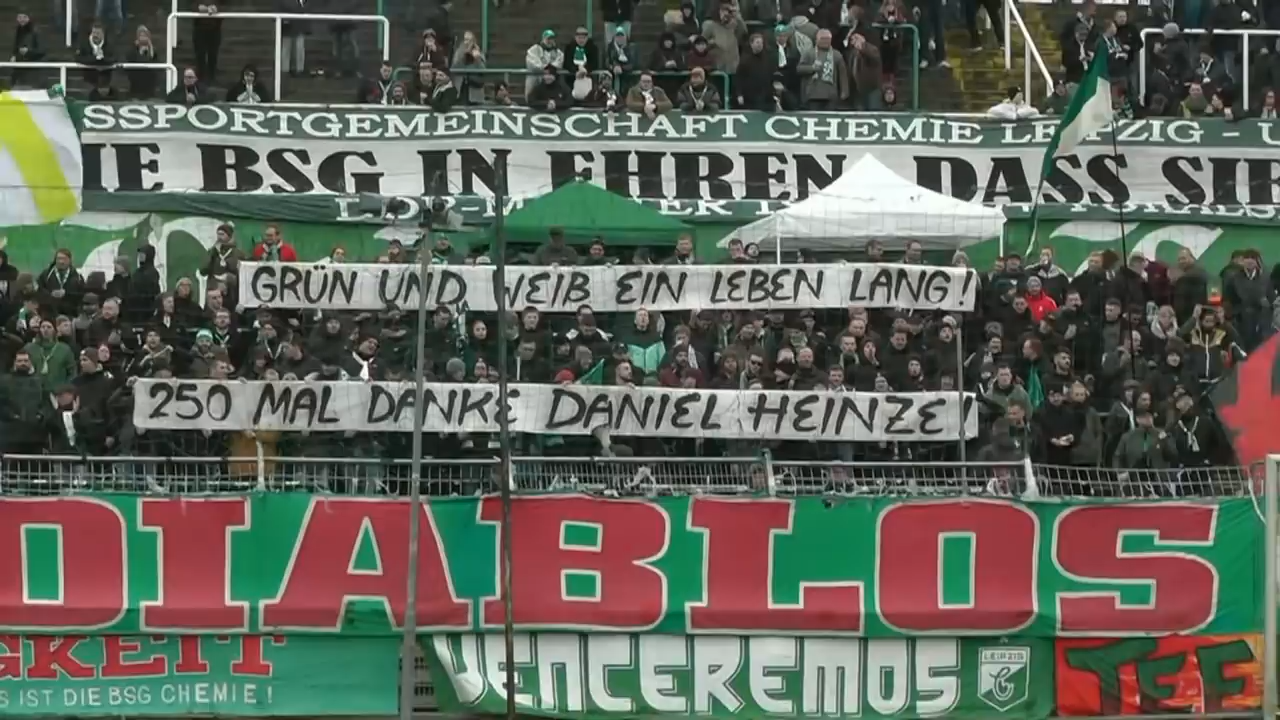 SSPORTGEMEINSCHAFT CHEMIE LEIPZIG - U
IE BSG IN EHREN, DASS SIE
GRÜN UND WEIß EIN LEBEN LANG!
250 MAL DANKE DANIEL HEINZE!
DIABLOS
GKEIT
S IST DIE BSG CHEMIE!
VENCEREMOS
LEIPZIG
TEE